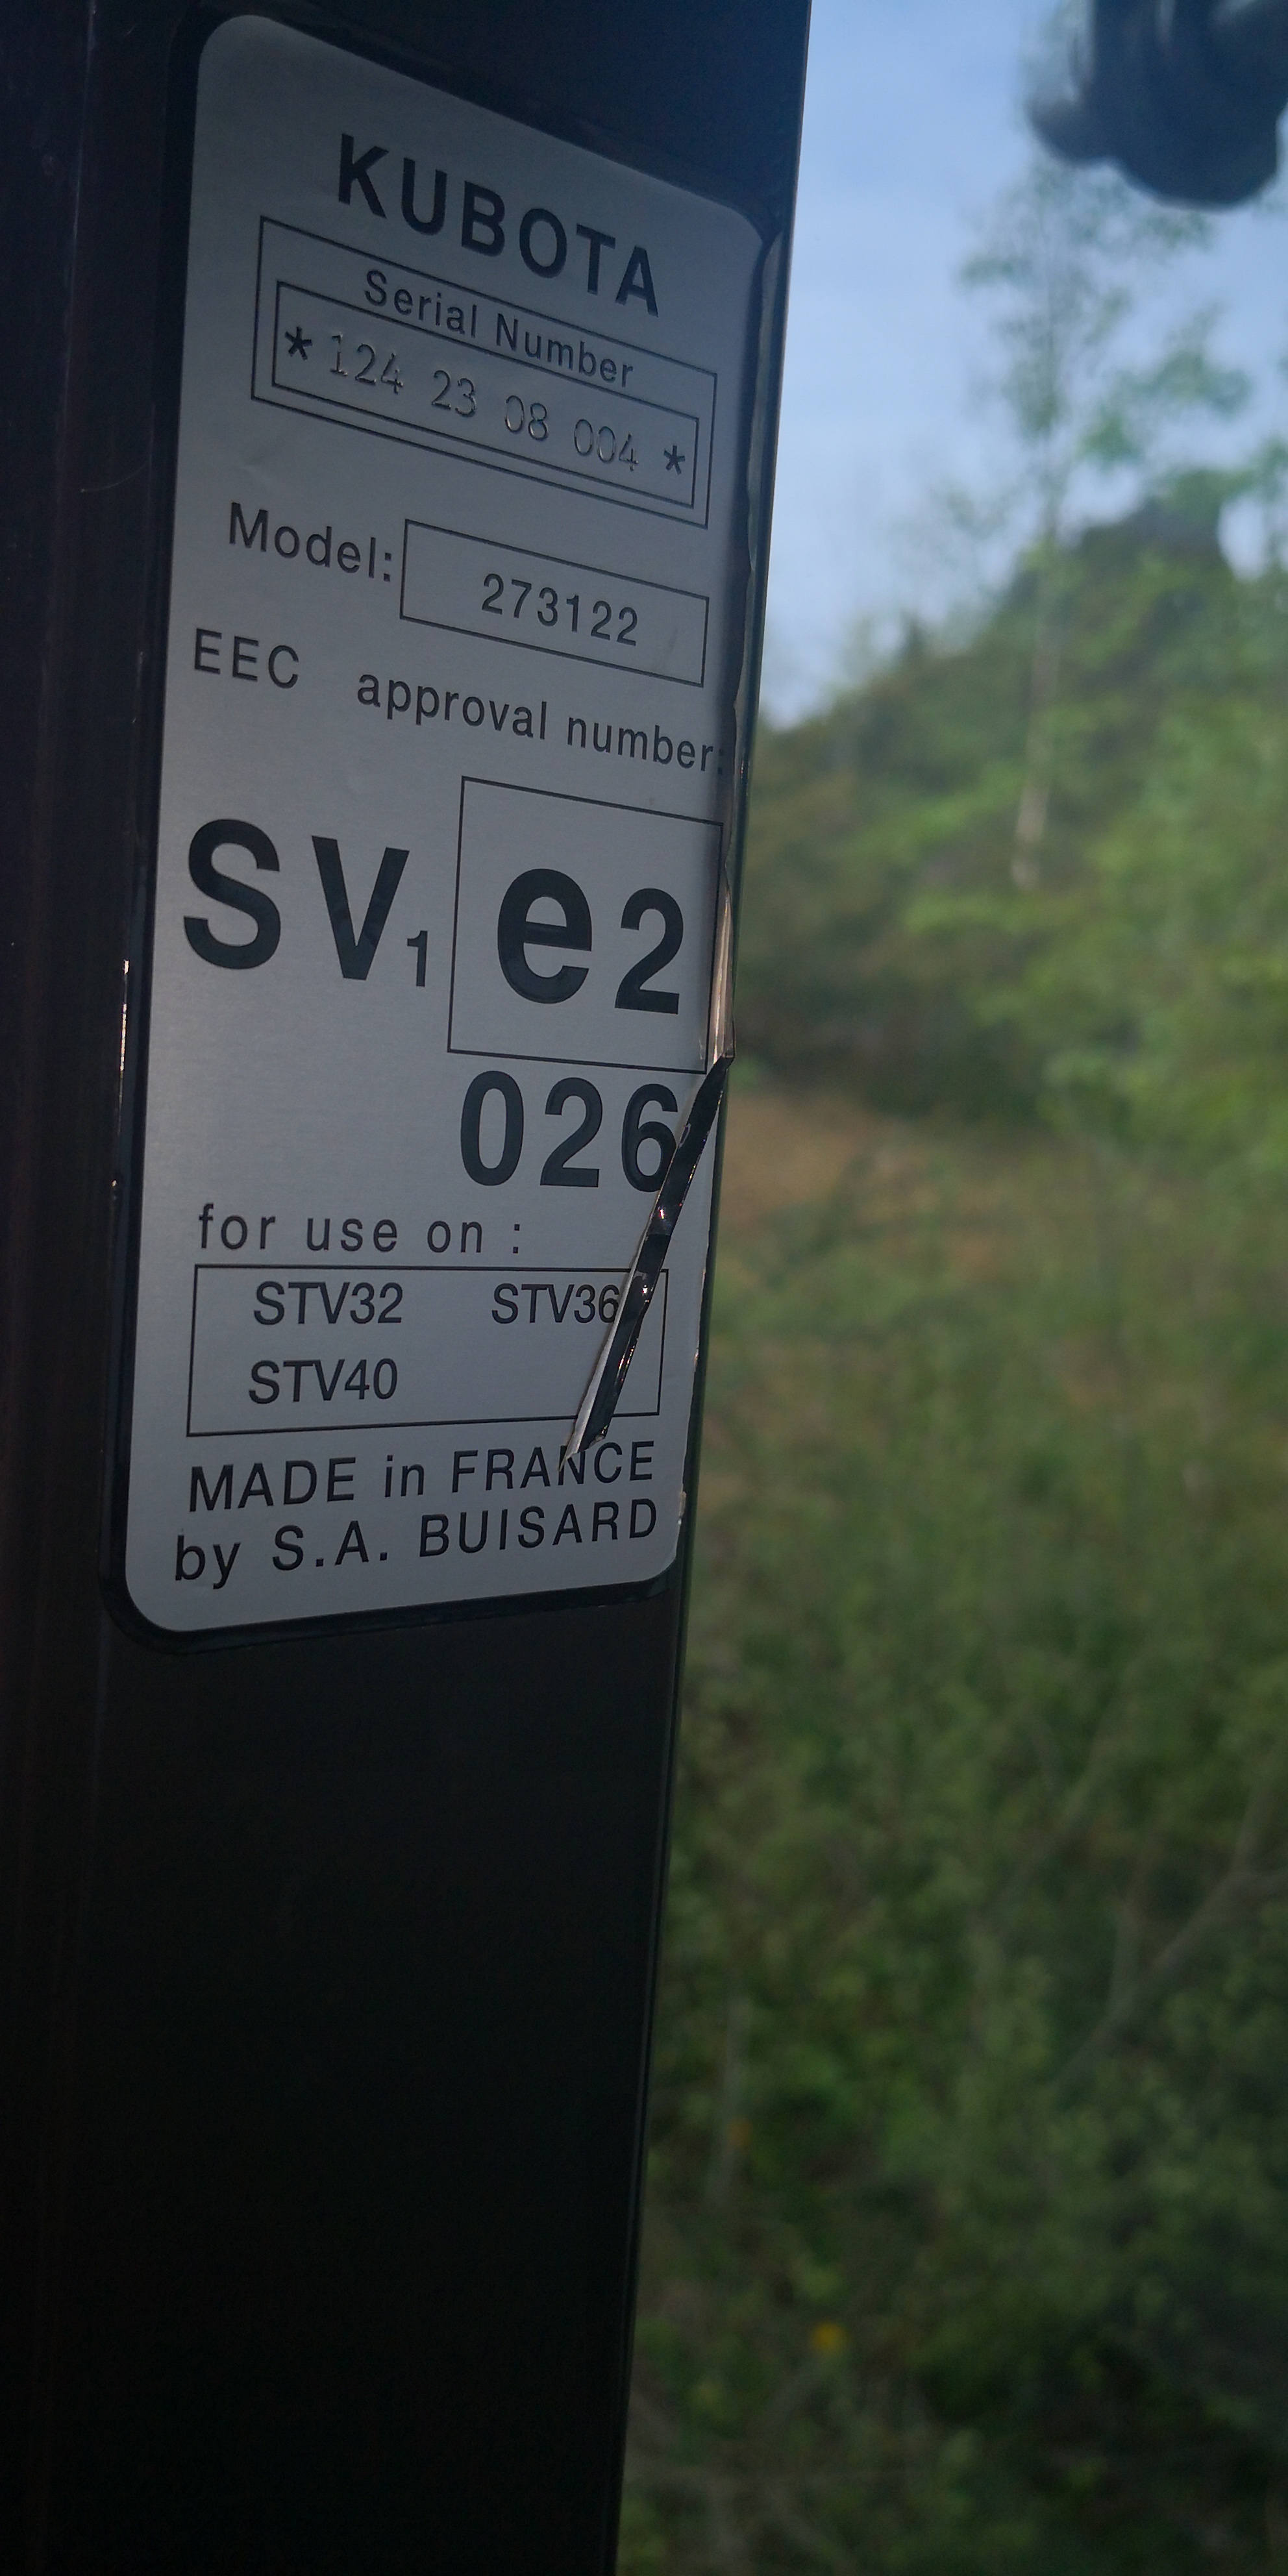 KUBOTA
Serial Number
* 124 23 08 004 *
Model: 273122
EEC approval number:
SV1 e2
026
for use on :
STV32 STV36
STV40
MADE in FRANCE
by S.A. BUISARD